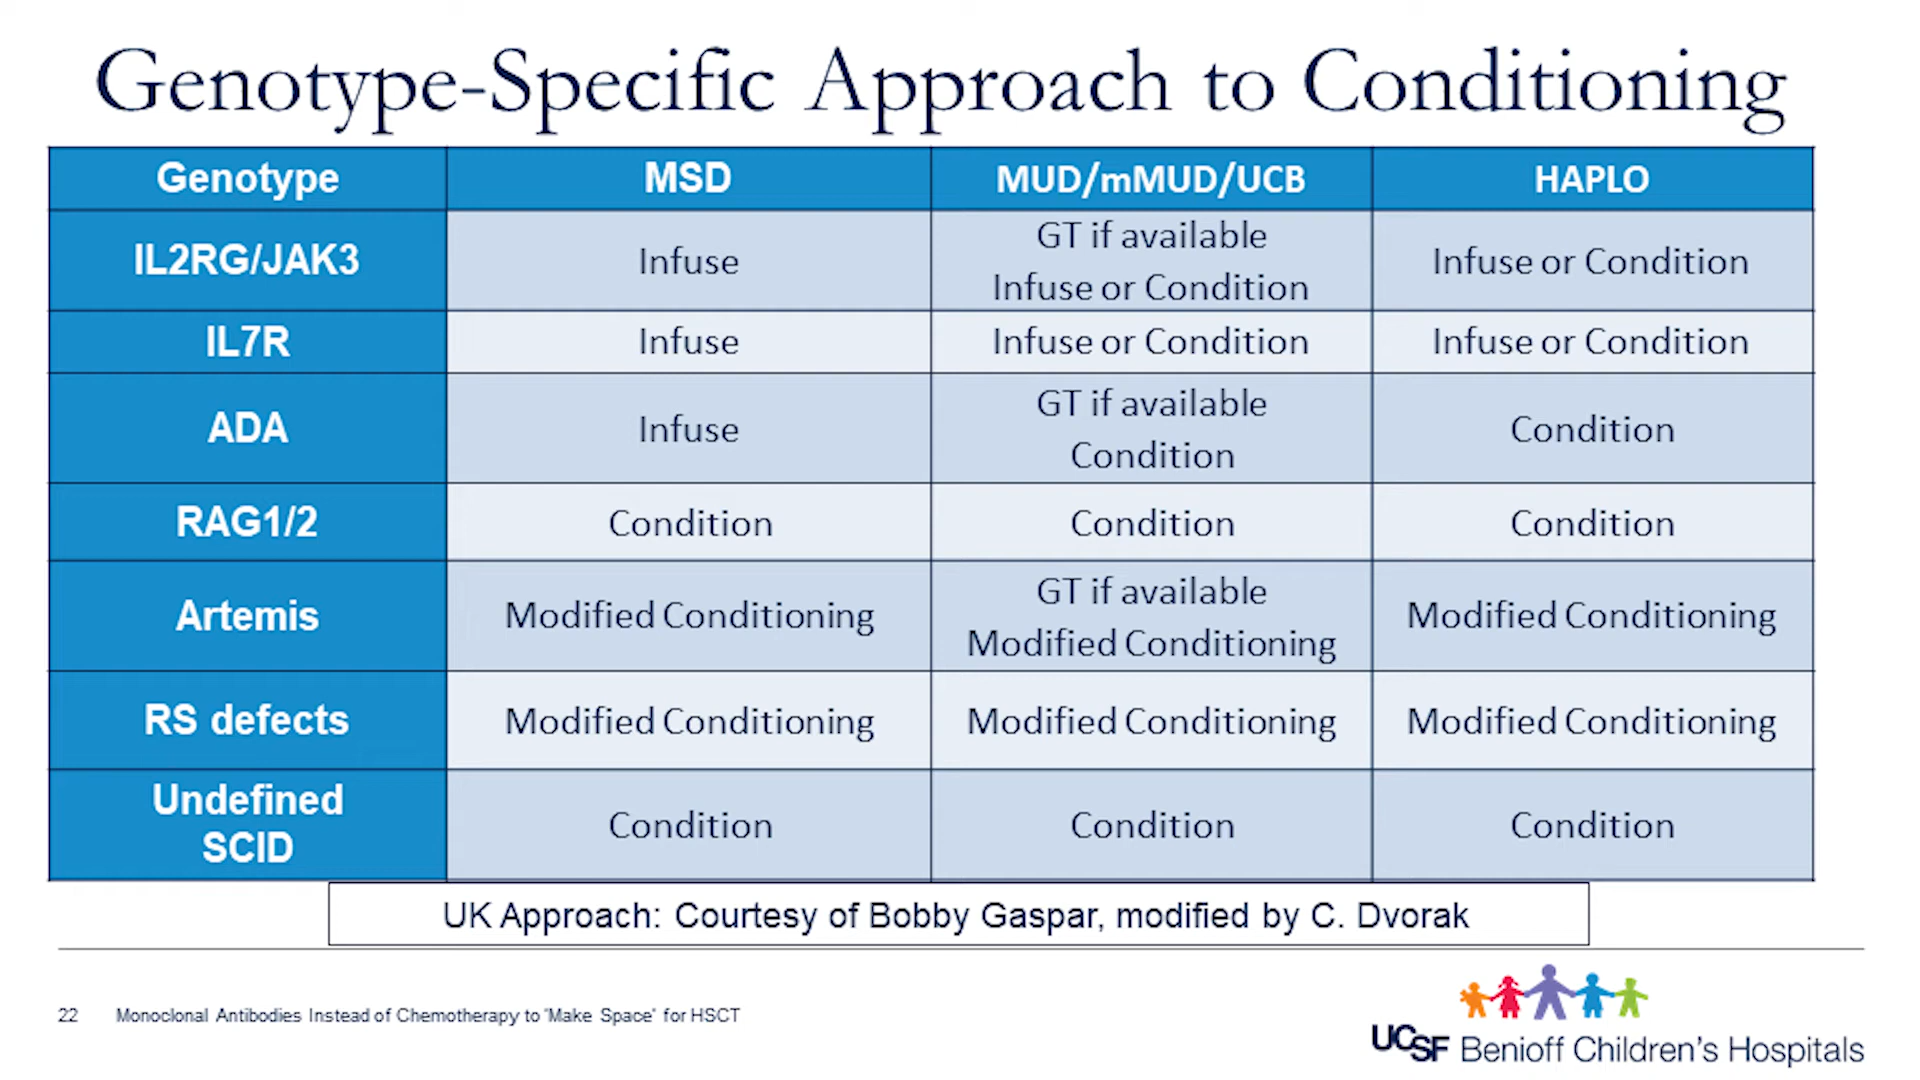 Genotype-Specific Approach to Conditioning
Genotype MSD MUD/mMUD/UCB HAPLO
IL2RG/JAK3 Infuse GT if available
Infuse or Condition Infuse or Condition
IL7R Infuse Infuse or Condition Infuse or Condition
ADA Infuse GT if available
Condition Condition
RAG1/2 Condition Condition Condition
Artemis Modified Conditioning GT if available
Modified Conditioning Modified Conditioning
RS defects Modified Conditioning Modified Conditioning Modified Conditioning
Undefined
SCID Condition Condition Condition
UK Approach: Courtesy of Bobby Gaspar, modified by C. Dvorak
22 Monoclonal Antibodies Instead of Chemotherapy to 'Make Space' for HSCT
UCSF Benioff Children's Hospitals